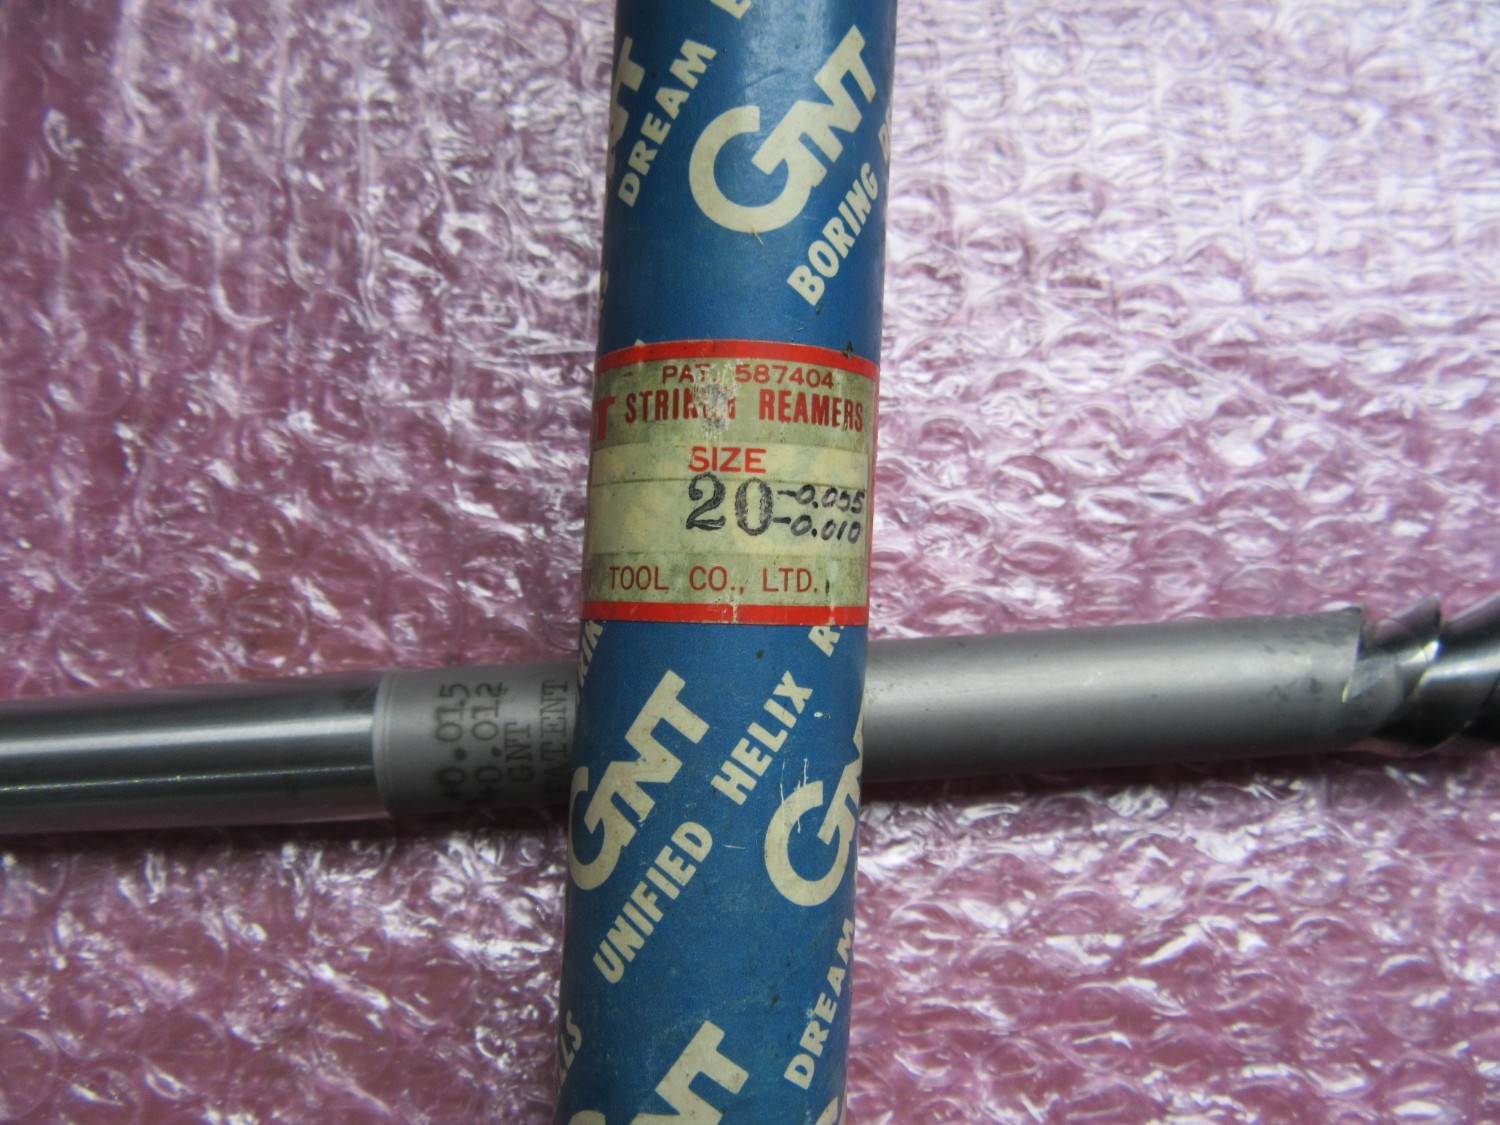 DREAM
GNT
BORING
PAT. 587404
REAMERS
SIZE
20 -0.005
-0.010
TOOL CO., LTD.
+0.015
+0.012
GNT
PATENT
GNT
UNIFIED
HELIX
GNT
DREAM
GNT